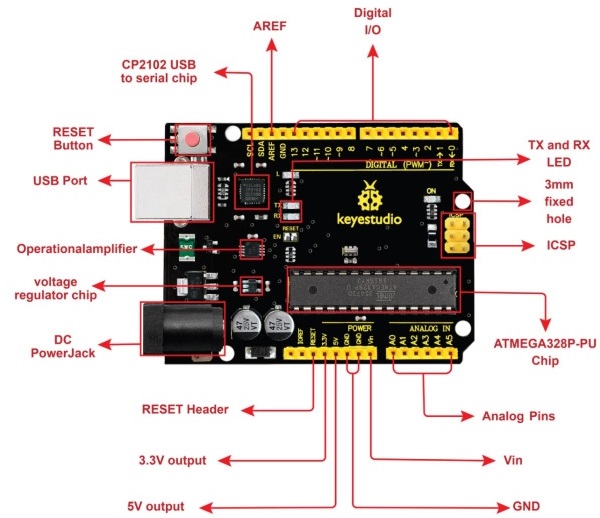 Digital
I/O
AREF
CP2102 USB
to serial chip
RESET
Button
USB Port
Operationalamplifier
voltage
regulator chip
DC
PowerJack
TX and RX
LED
3mm
fixed
hole
ICSP
ATMEGA328P-PU
Chip
SCL
SDA
AREF
GND
13
12
~11
~10
~9
8
7
~6
~5
4
~3
2
TX→1
RX←0
DIGITAL (PWM~)
L
TX
RX
RESET
EN
keyestudio
ON
ICSP
47
25V
VT
47
25V
VT
POWER
ANALOG IN
IOREF
RESET
3.3V
5V
GND
GND
Vin
A0
A1
A2
A3
A4
A5
RESET Header
3.3V output
5V output
Analog Pins
Vin
GND